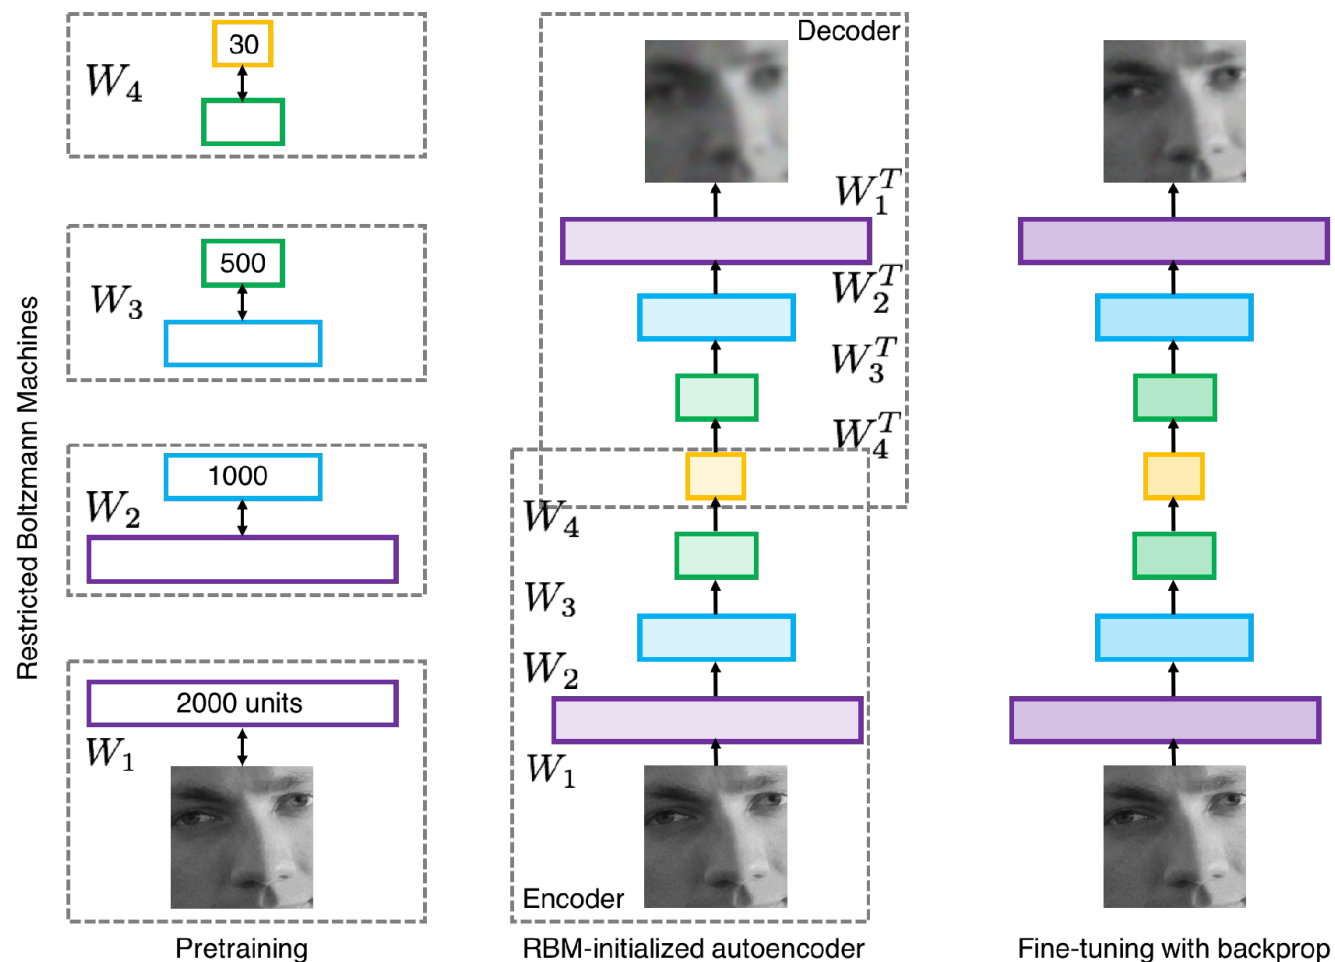 Restricted Boltzmann Machines
30
W₄
500
W₃
1000
W₂
2000 units
W₁
Pretraining
Decoder
W₁ᵀ
W₂ᵀ
W₃ᵀ
W₄ᵀ
W₄
W₃
W₂
W₁
Encoder
RBM-initialized autoencoder
Fine-tuning with backprop